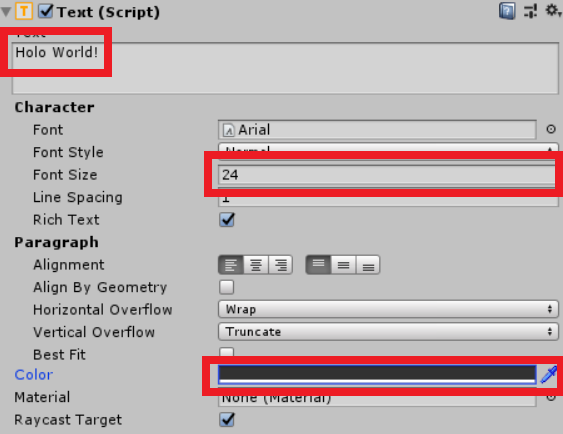 Text (Script)
Text
Holo World!
Character
Font Arial
Font Style Normal
Font Size 24
Line Spacing 1
Rich Text
Paragraph
Alignment
Align By Geometry
Horizontal Overflow Wrap
Vertical Overflow Truncate
Best Fit
Color
Material None (Material)
Raycast Target